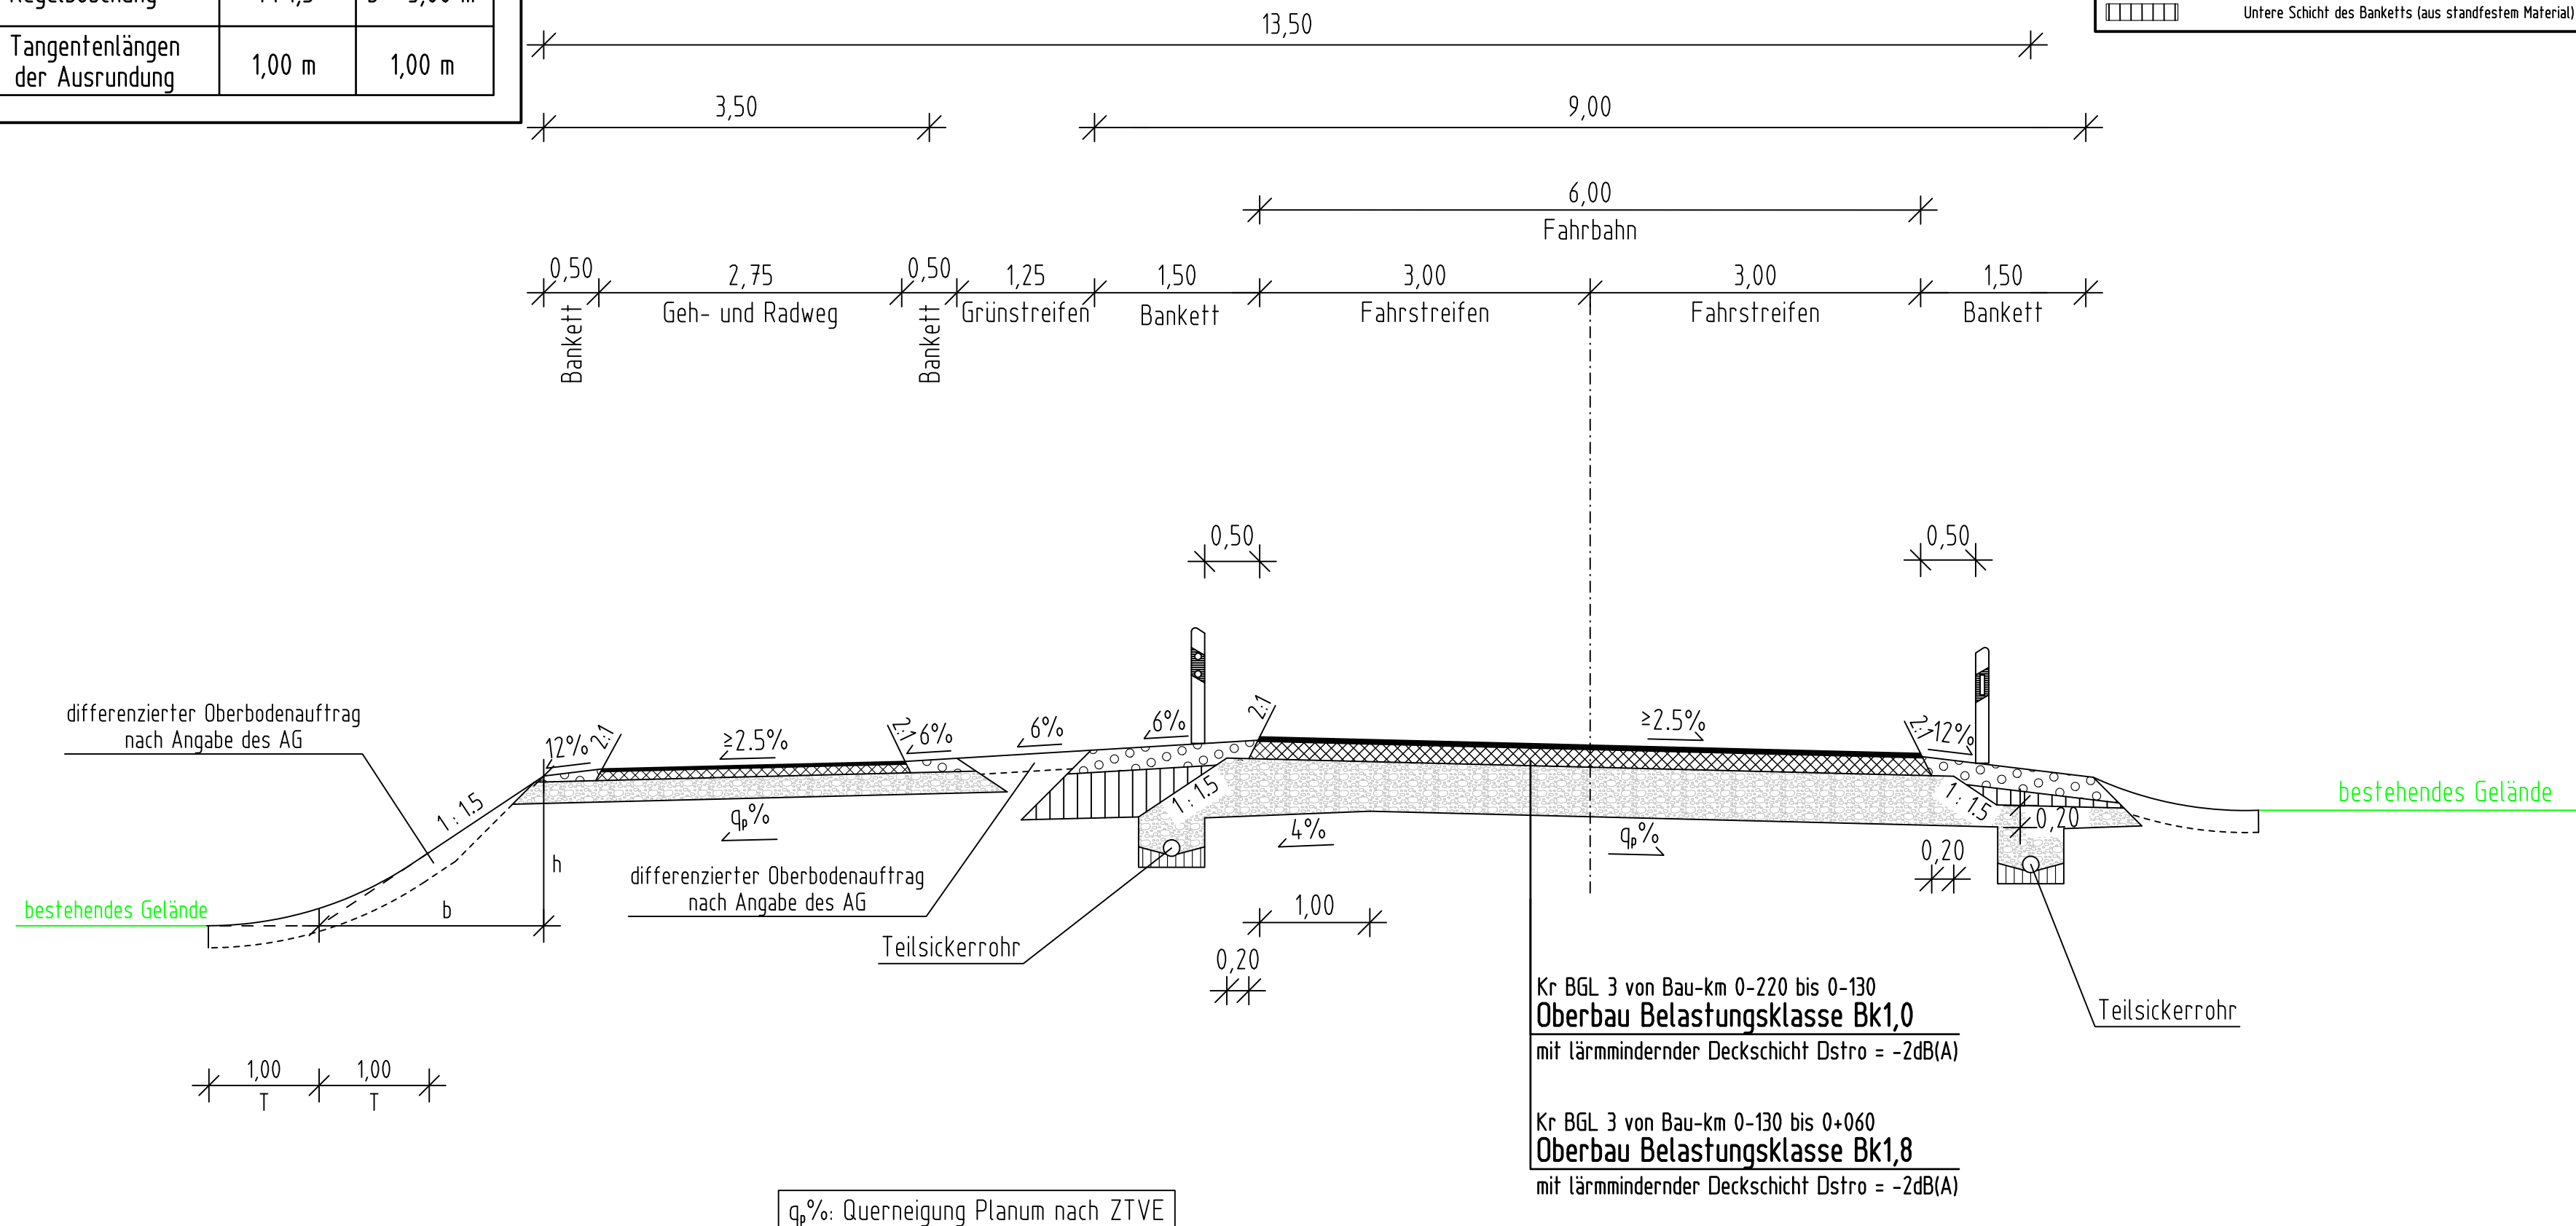 Regelböschung
Tangentenlängen
der Ausrundung
1,00 m
1,00 m
Untere Schicht des Banketts (aus standfestem Material)
13,50
3,50
9,00
6,00
Fahrbahn
0,50
2,75
0,50
1,25
1,50
3,00
3,00
1,50
Bankett
Geh- und Radweg
Bankett
Grünstreifen
Bankett
Fahrstreifen
Fahrstreifen
Bankett
0,50
0,50
differenzierter Oberbodenauftrag
nach Angabe des AG
12%
2:1
≥2.5%
2:1
6%
6%
6%
2:1
≥2.5%
2:1
12%
1 : 1.5
qp%
1 : 1.5
4%
qp%
1 : 1.5
0,20
0,20
bestehendes Gelände
h
b
bestehendes Gelände
differenzierter Oberbodenauftrag
nach Angabe des AG
Teilsickerrohr
1,00
0,20
Teilsickerrohr
1,00
T
1,00
T
Kr BGL 3 von Bau-km 0-220 bis 0-130
Oberbau Belastungsklasse Bk1,0
mit lärmmindernder Deckschicht Dstro = -2dB(A)
Kr BGL 3 von Bau-km 0-130 bis 0+060
Oberbau Belastungsklasse Bk1,8
mit lärmmindernder Deckschicht Dstro = -2dB(A)
qp%: Querneigung Planum nach ZTVE